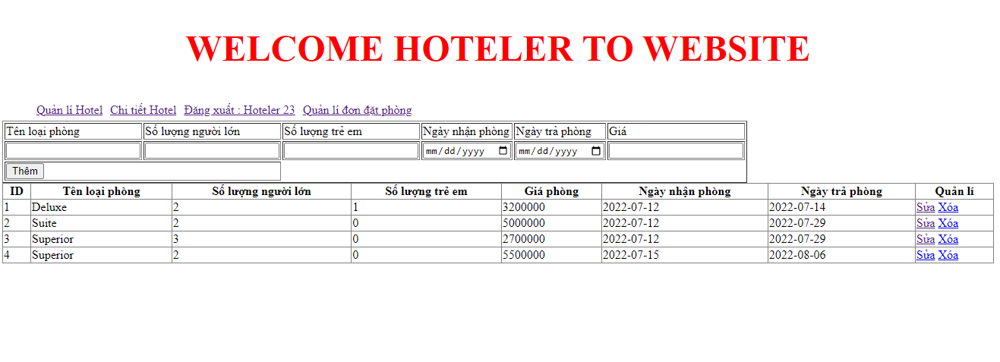 WELCOME HOTELER TO WEBSITE
Quản lí Hotel Chi tiết Hotel Đăng xuất : Hoteler 23 Quản lí đơn đặt phòng
Tên loại phòng Số lượng người lớn Số lượng trẻ em Ngày nhận phòng Ngày trả phòng Giá
mm/dd/yyyy mm/dd/yyyy
Thêm
ID Tên loại phòng Số lượng người lớn Số lượng trẻ em Giá phòng Ngày nhận phòng Ngày trả phòng Quản lí
1 Deluxe 2 1 3200000 2022-07-12 2022-07-14 Sửa Xóa
2 Suite 2 0 5000000 2022-07-12 2022-07-29 Sửa Xóa
3 Superior 3 0 2700000 2022-07-12 2022-07-29 Sửa Xóa
4 Superior 2 0 5500000 2022-07-15 2022-08-06 Sửa Xóa